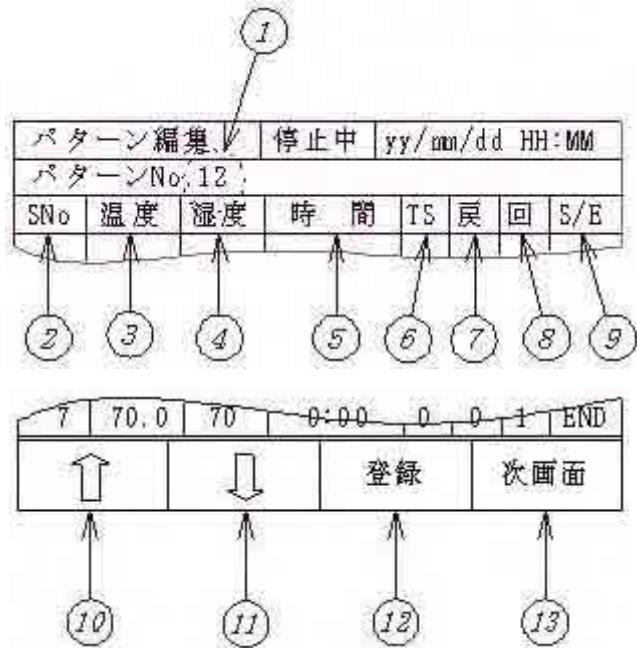 1
パターン編集 停止中 yy/mm/dd HH:MM
パターンNo 12
SNo 温度 湿度 時 間 TS 戻 回 S/E
2 3 4 5 6 7 8 9
7 70.0 70 0:00 0 0 1 END
登録 次画面
10 11 12 13